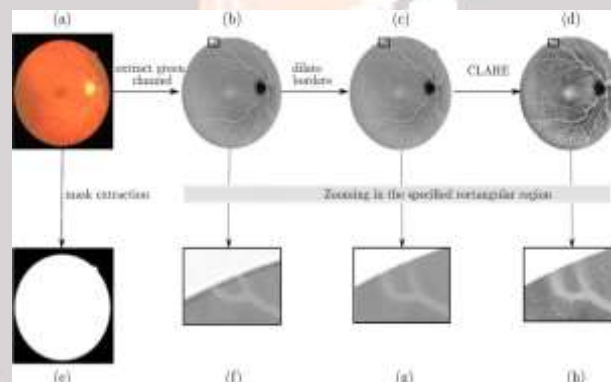 (a) (b) (c) (d)
extract green dilate CLAHE
channel borders
mask extraction Zooming in the specified rectangular region
(e) (f) (g) (h)